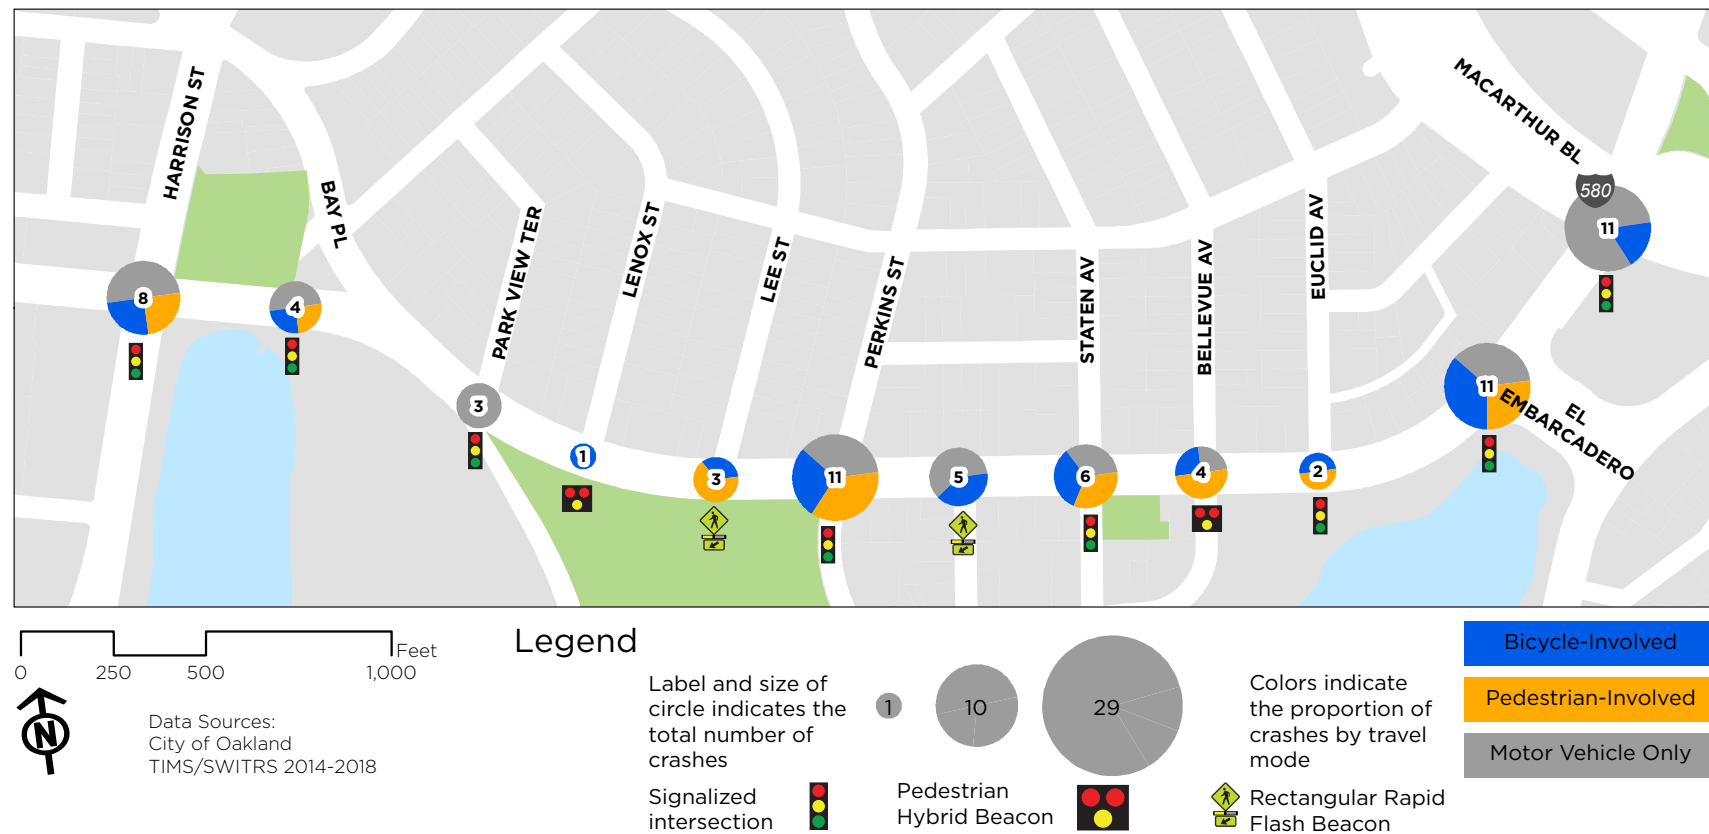 HARRISON ST
BAY PL
PARK VIEW TER
LENOX ST
LEE ST
PERKINS ST
STATEN AV
BELLEVUE AV
EUCLID AV
MACARTHUR BL
580
EL
EMBARCADERO
8
4
3
1
3
11
5
6
4
2
11
11
0
250
500
1,000
Feet
N
Data Sources:
City of Oakland
TIMS/SWITRS 2014-2018
Legend
Label and size of
circle indicates the
total number of
crashes
1
10
29
Colors indicate
the proportion of
crashes by travel
mode
Signalized
intersection
Pedestrian
Hybrid Beacon
Rectangular Rapid
Flash Beacon
Bicycle-Involved
Pedestrian-Involved
Motor Vehicle Only